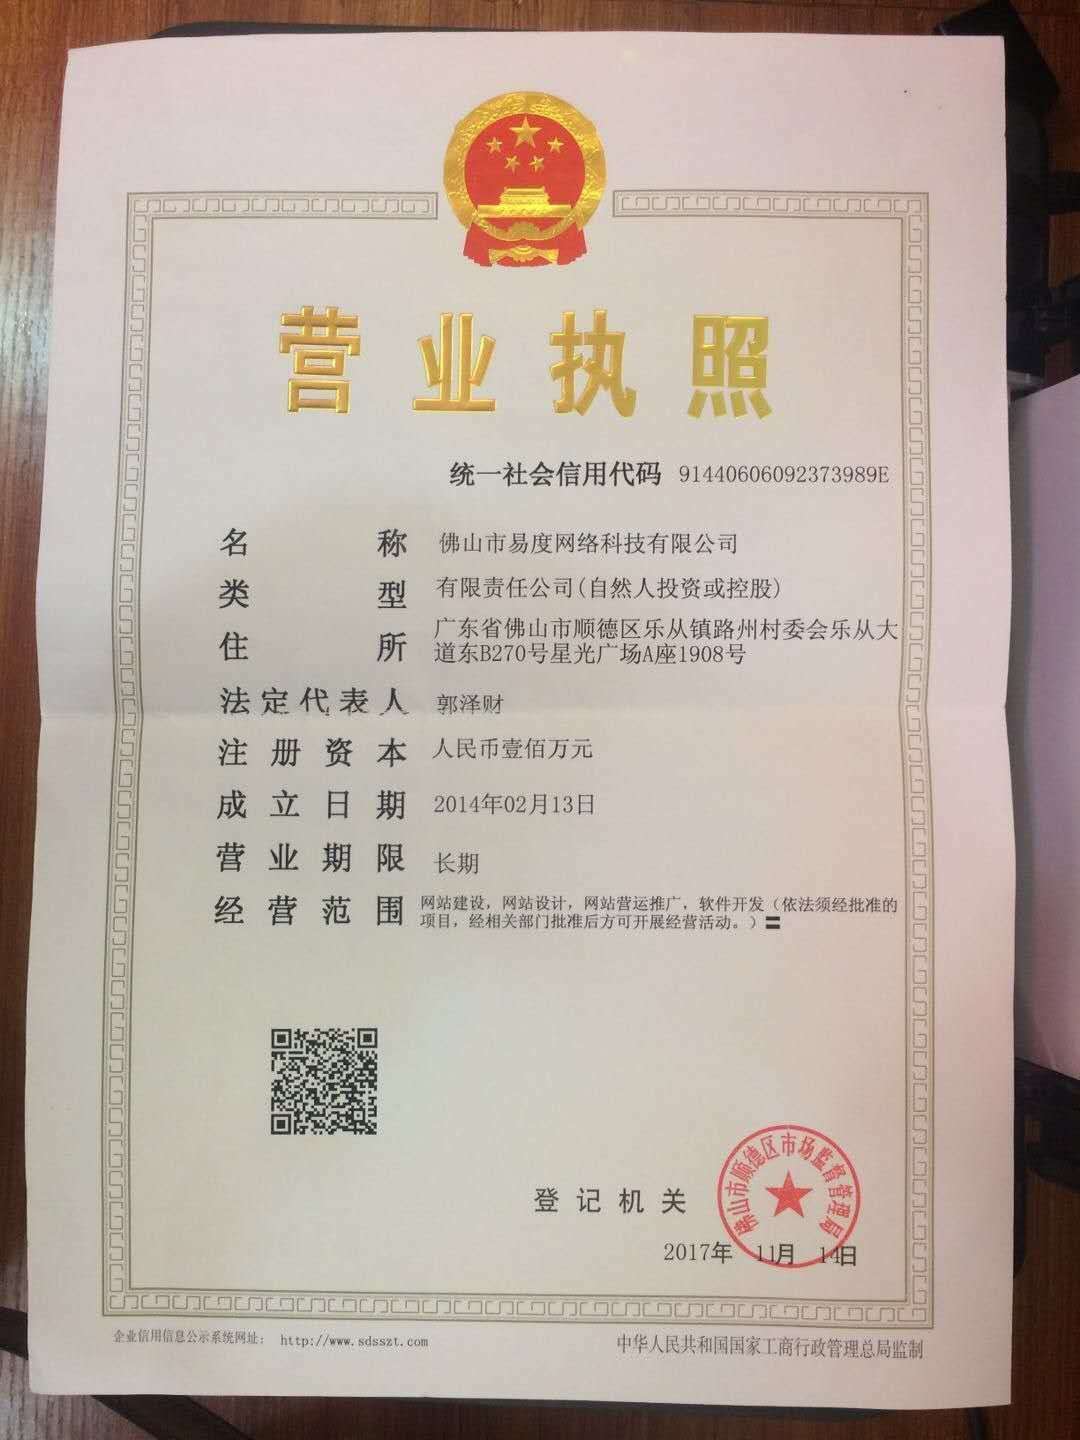 营业执照
统一社会信用代码 91440606092373989E
名称 佛山市易度网络科技有限公司
类型 有限责任公司(自然人投资或控股)
住所 广东省佛山市顺德区乐从镇路州村委会乐从大
道东B270号星光广场A座1908号
法定代表人 郭泽财
注册资本 人民币壹佰万元
成立日期 2014年02月13日
营业期限 长期
经营范围 网站建设，网站设计，网站营运推广，软件开发（依法须经批准的
项目，经相关部门批准后方可开展经营活动。）〓
登记机关
佛山市顺德区市场监督管理局
2017年 11月 14日
企业信用信息公示系统网址： http://www.sdsszt.com
中华人民共和国国家工商行政管理总局监制